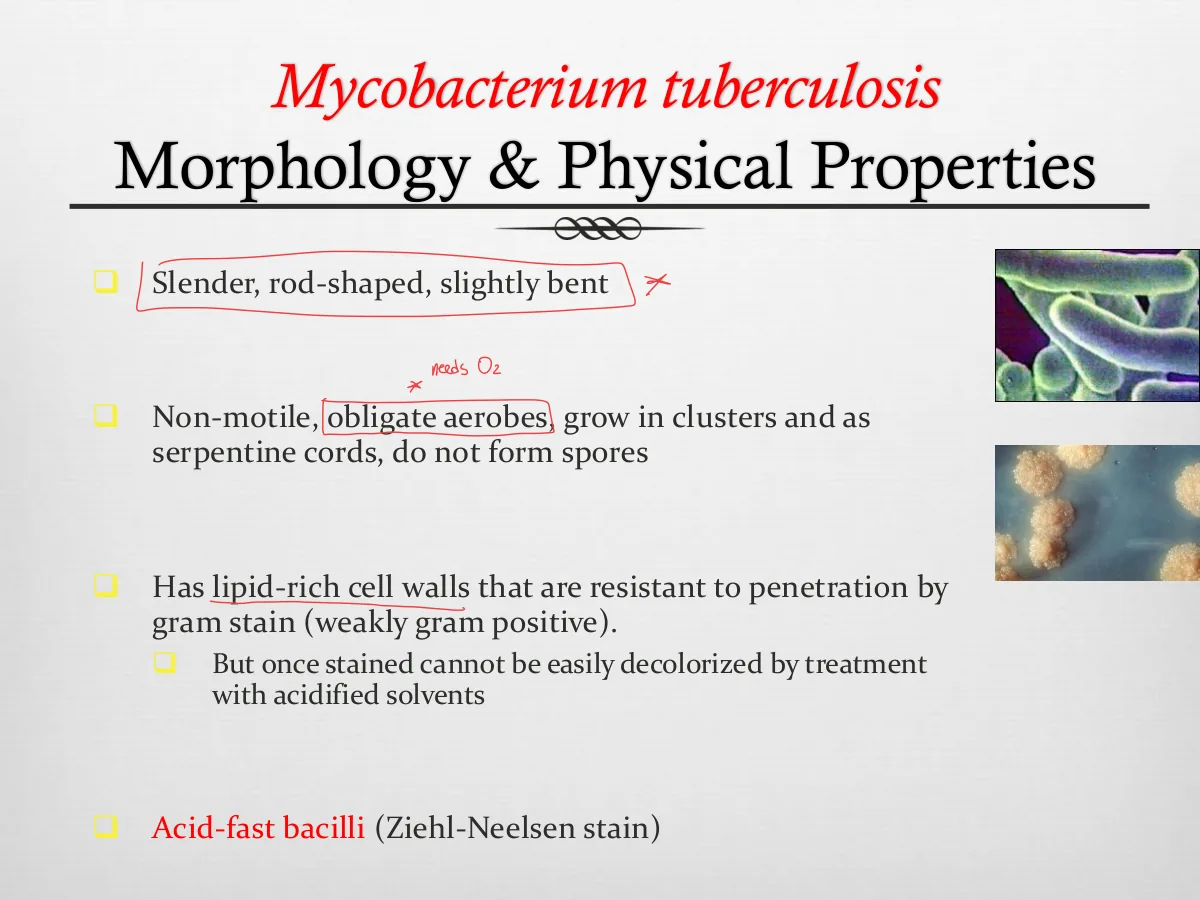 Mycobacterium tuberculosis
Morphology & Physical Properties
Slender, rod-shaped, slightly bent
needs O2
Non-motile, obligate aerobes, grow in clusters and as
serpentine cords, do not form spores
Has lipid-rich cell walls that are resistant to penetration by
gram stain (weakly gram positive).
But once stained cannot be easily decolorized by treatment
with acidified solvents
Acid-fast bacilli (Ziehl-Neelsen stain)